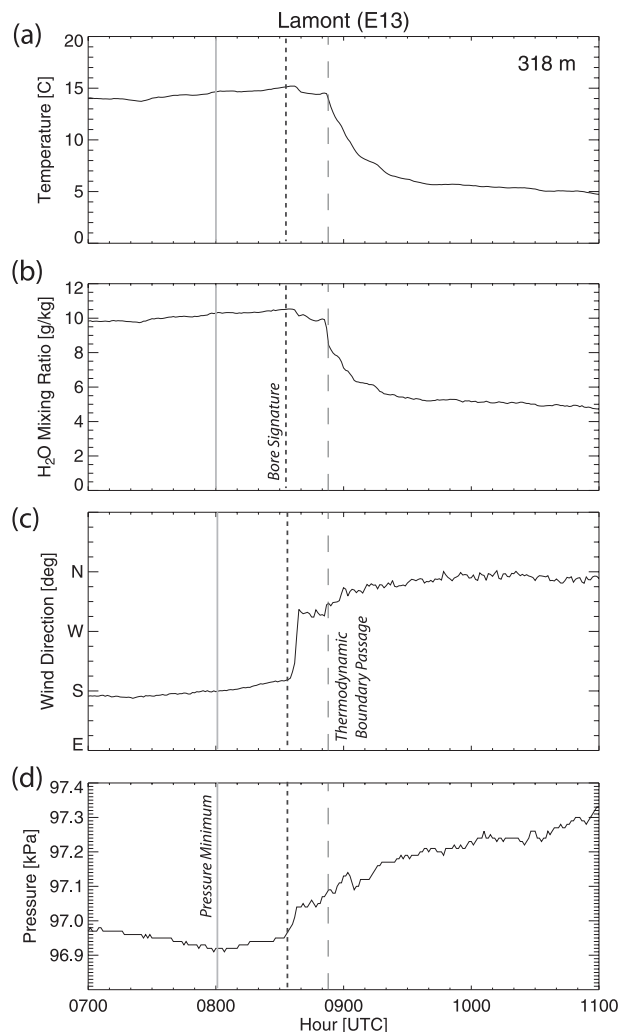 Lamont (E13)
(a)
318 m
Temperature [C]
20
15
10
5
0
(b)
H₂O Mixing Ratio [g/kg]
12
10
8
6
4
2
0
Bore Signature
(c)
Wind Direction [deg]
N
W
S
E
Thermodynamic
Boundary Passage
(d)
Pressure [kPa]
97.4
97.3
97.2
97.1
97.0
96.9
Pressure Minimum
0700 0800 0900 1000 1100
Hour [UTC]